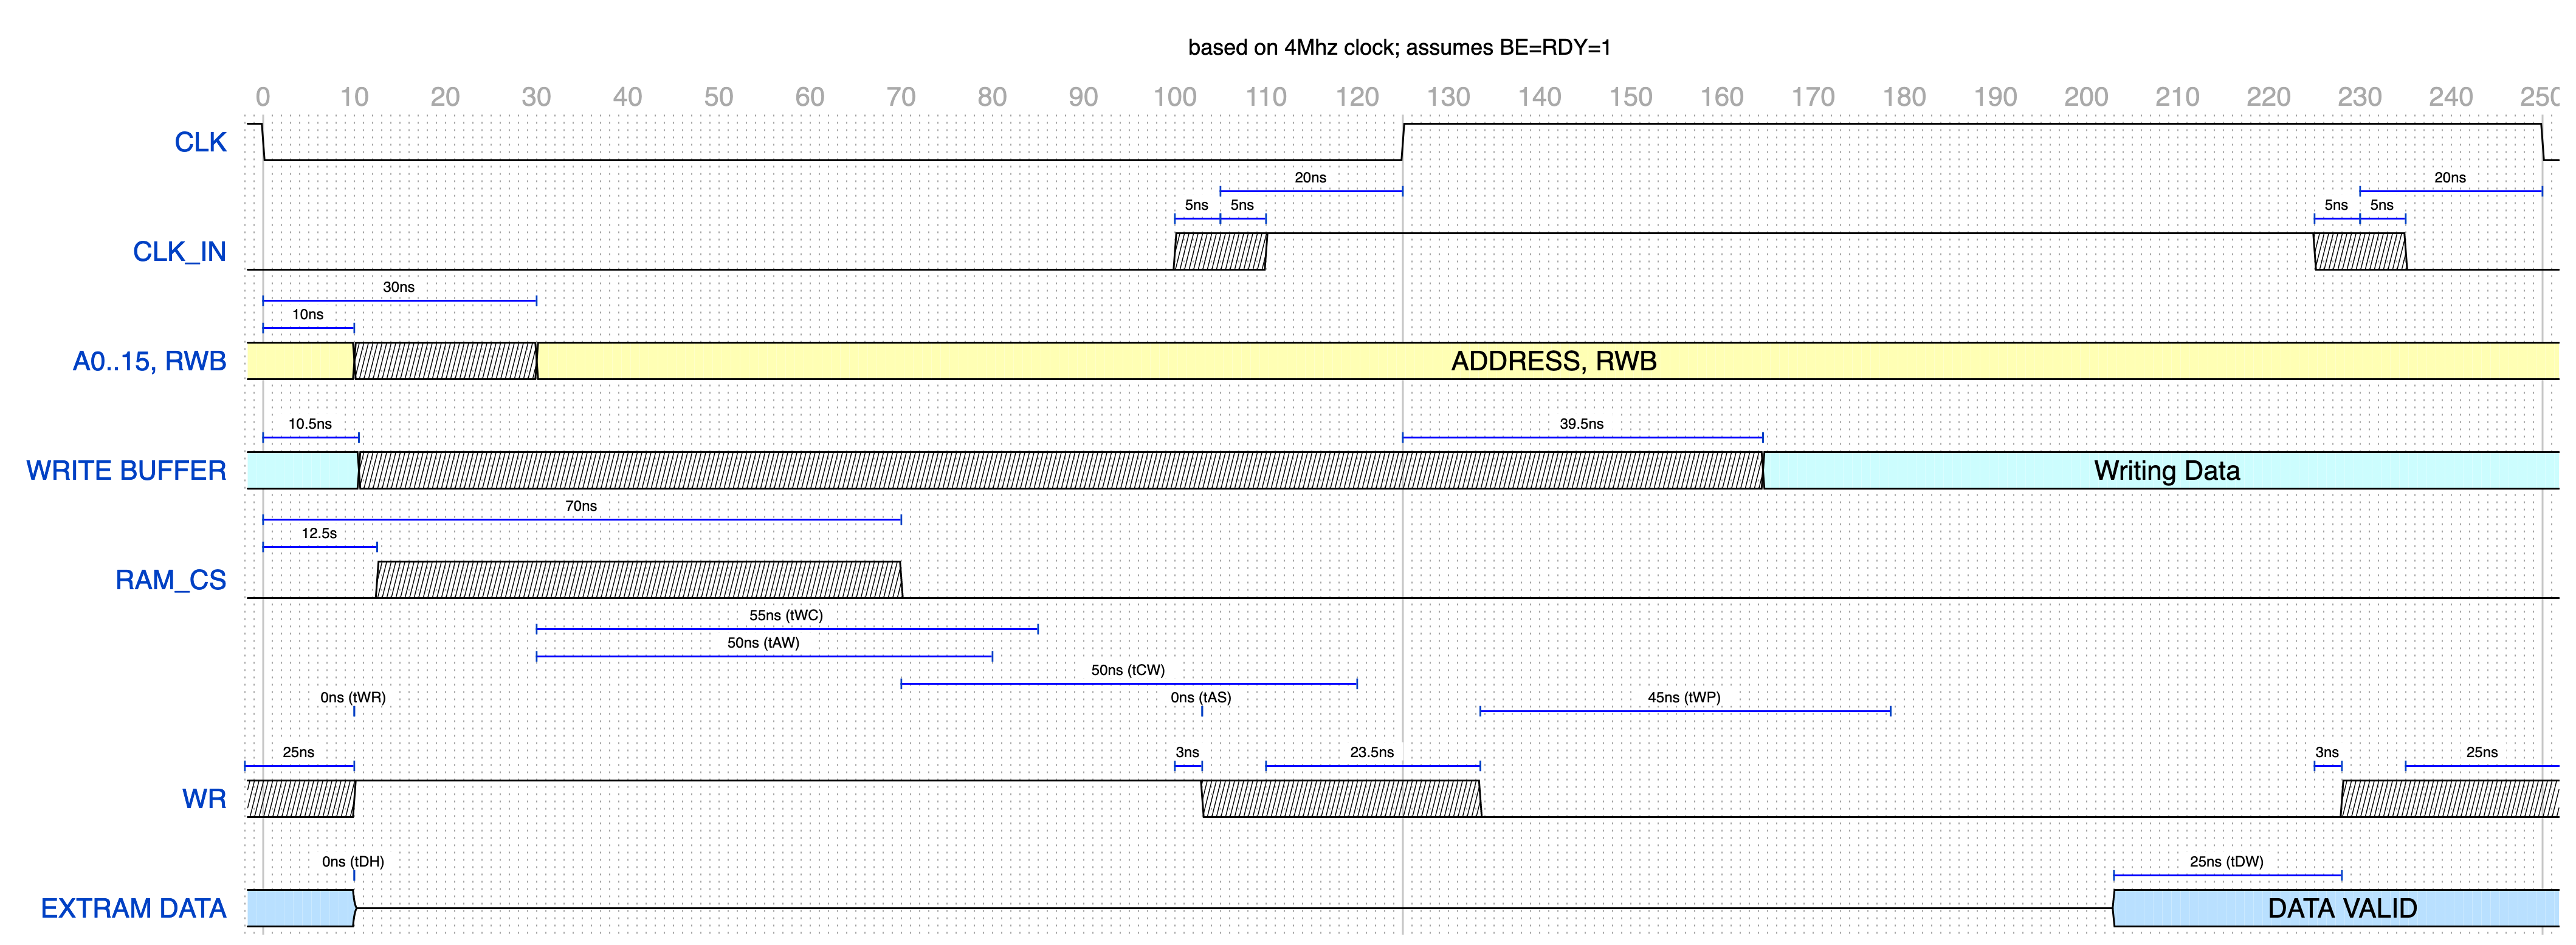 based on 4Mhz clock; assumes BE=RDY=1
0 10 20 30 40 50 60 70 80 90 100 110 120 130 140 150 160 170 180 190 200 210 220 230 240 250
CLK
20ns 20ns
5ns 5ns 5ns 5ns
CLK_IN
30ns
10ns
A0..15, RWB ADDRESS, RWB
10.5ns 39.5ns
WRITE BUFFER Writing Data
70ns
12.5s
RAM_CS
55ns (tWC)
50ns (tAW)
50ns (tCW)
0ns (tWR) 0ns (tAS) 45ns (tWP)
25ns 3ns 23.5ns 3ns 25ns
WR
0ns (tDH) 25ns (tDW)
EXTRAM DATA DATA VALID